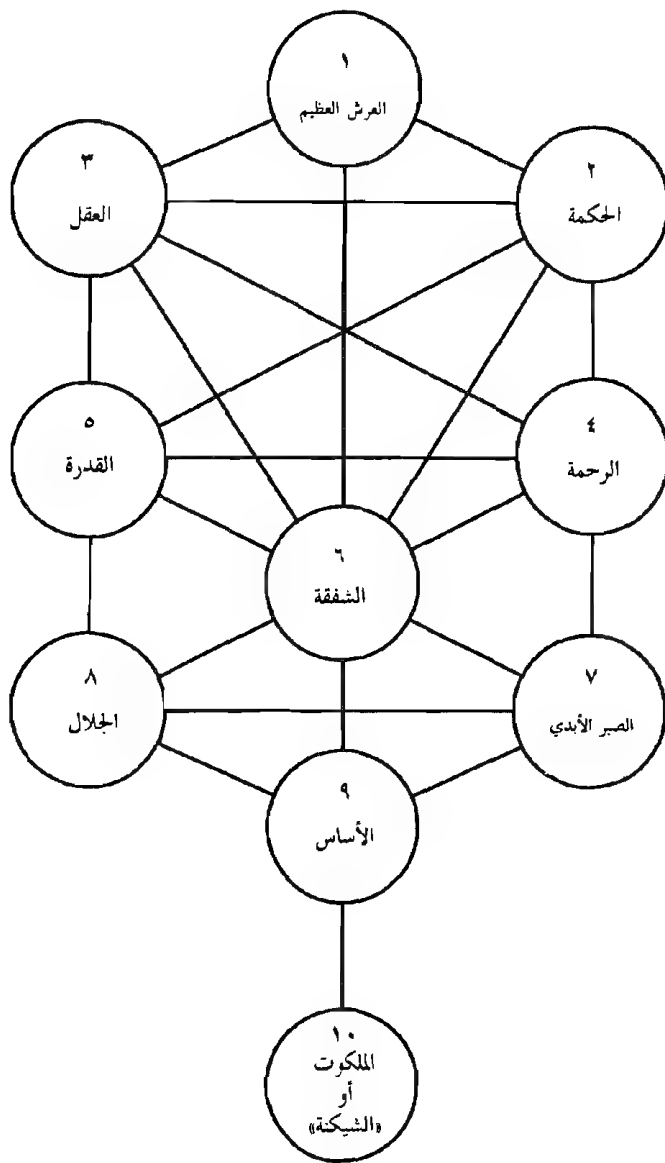 ١
العرش العظيم
٢
الحكمة
٣
العقل
٤
الرحمة
٥
القدرة
٦
الشفقة
٧
الصبر الأبدي
٨
الجلال
٩
الأساس
١٠
الملكوت
أو
«الشيكنة»